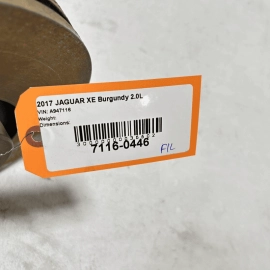 2017 JAGUAR XE Burgundy 2.0L
VIN: A947116
Weight:
Dimensions:
7116-0446
F/L